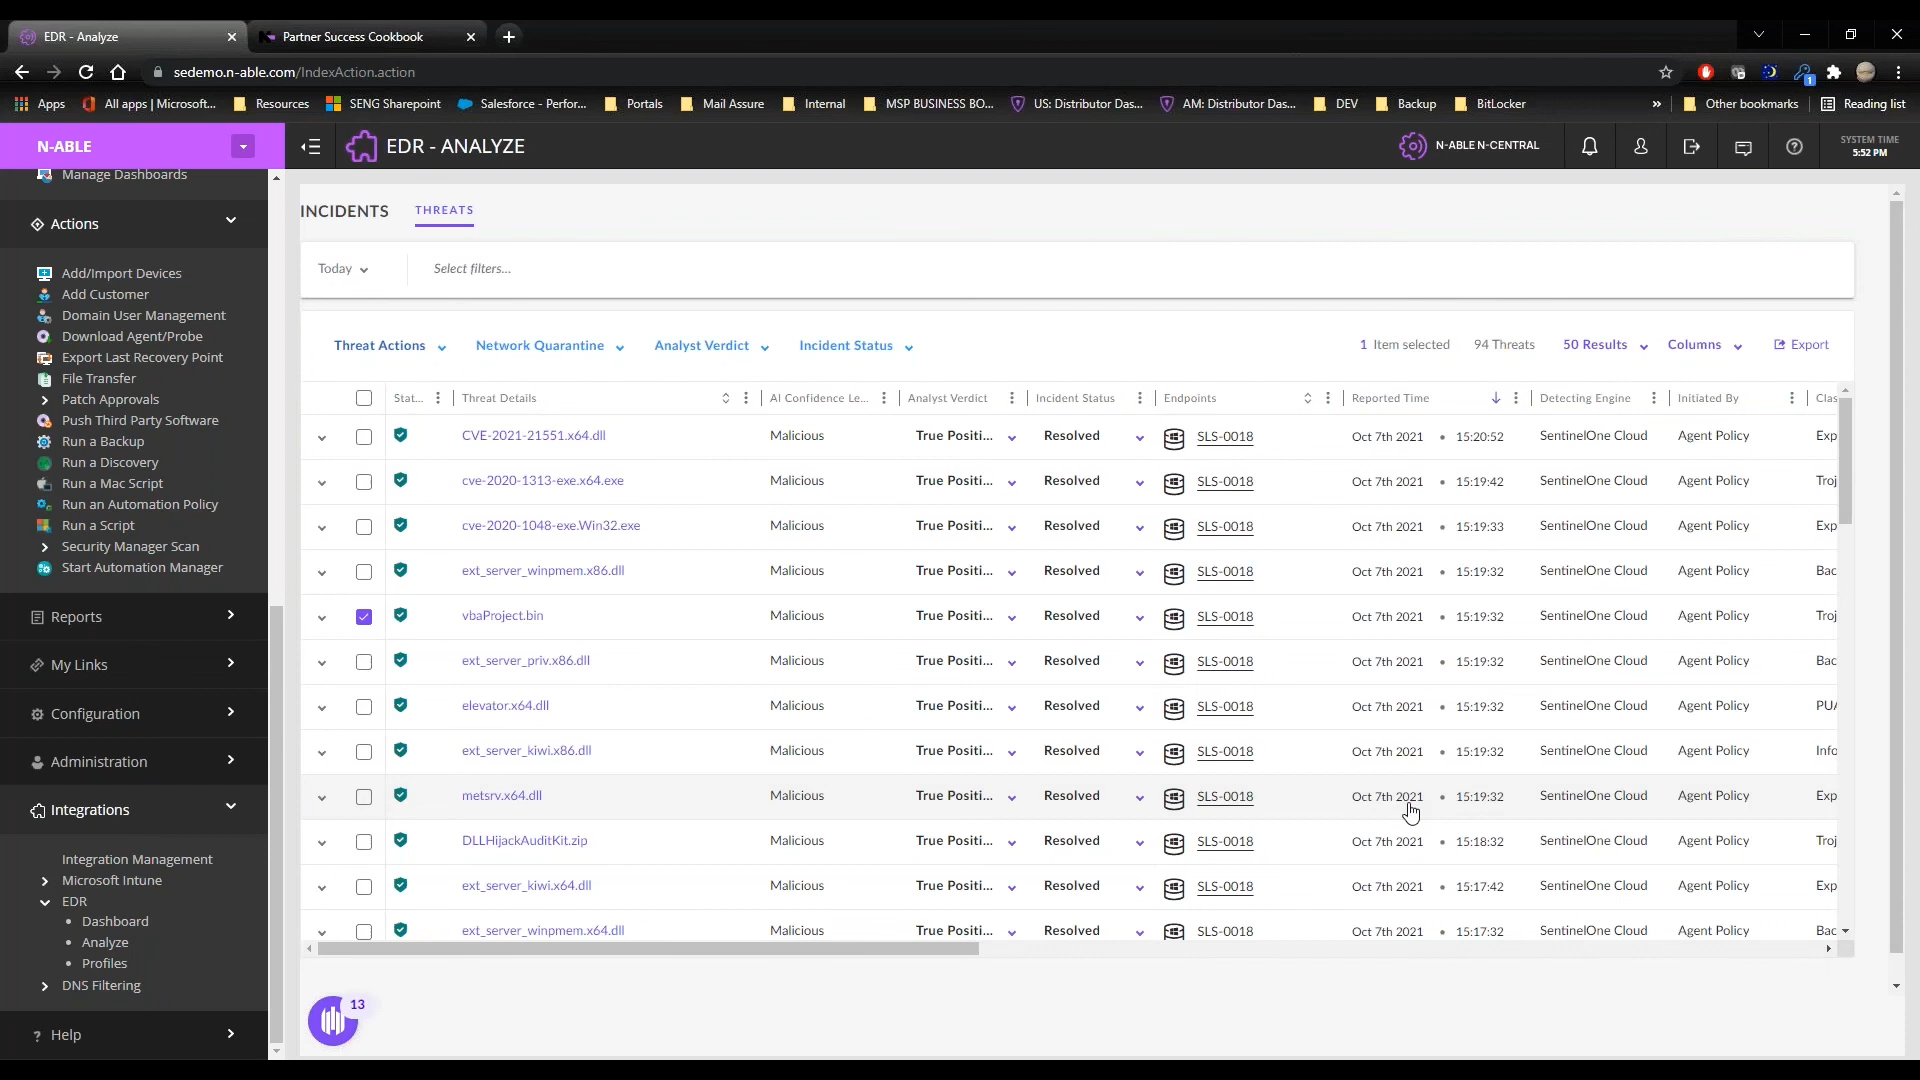 EDR - Analyze
Partner Success Cookbook
sedemo.n-able.com/IndexAction.action
1
Apps
All apps | Microsoft...
Resources
SENG Sharepoint
Salesforce - Perfor...
Portals
Mail Assure
Internal
MSP BUSINESS BO...
US: Distributor Das...
AM: Distributor Das...
DEV
Backup
BitLocker
»
Other bookmarks
Reading list
N-ABLE
EDR - ANALYZE
N-ABLE N-CENTRAL
SYSTEM TIME
5:52 PM
Manage Dashboards
Actions
Add/Import Devices
Add Customer
Domain User Management
Download Agent/Probe
Export Last Recovery Point
File Transfer
Patch Approvals
Push Third Party Software
Run a Backup
Run a Discovery
Run a Mac Script
Run an Automation Policy
Run a Script
Security Manager Scan
Start Automation Manager
Reports
My Links
Configuration
Administration
Integrations
Integration Management
Microsoft Intune
EDR
Dashboard
Analyze
Profiles
DNS Filtering
Help
INCIDENTS THREATS
Today Select filters...
Threat Actions Network Quarantine Analyst Verdict Incident Status 1 Item selected 94 Threats 50 Results Columns Export
Stat... Threat Details AI Confidence Le... Analyst Verdict Incident Status Endpoints Reported Time Detecting Engine Initiated By Clas
CVE-2021-21551.x64.dll Malicious True Positi... Resolved SLS-0018 Oct 7th 2021 • 15:20:52 SentinelOne Cloud Agent Policy Exp
cve-2020-1313-exe.x64.exe Malicious True Positi... Resolved SLS-0018 Oct 7th 2021 • 15:19:42 SentinelOne Cloud Agent Policy Troj
cve-2020-1048-exe.Win32.exe Malicious True Positi... Resolved SLS-0018 Oct 7th 2021 • 15:19:33 SentinelOne Cloud Agent Policy Exp
ext_server_winpmem.x86.dll Malicious True Positi... Resolved SLS-0018 Oct 7th 2021 • 15:19:32 SentinelOne Cloud Agent Policy Bac
vbaProject.bin Malicious True Positi... Resolved SLS-0018 Oct 7th 2021 • 15:19:32 SentinelOne Cloud Agent Policy Troj
ext_server_priv.x86.dll Malicious True Positi... Resolved SLS-0018 Oct 7th 2021 • 15:19:32 SentinelOne Cloud Agent Policy Bac
elevator.x64.dll Malicious True Positi... Resolved SLS-0018 Oct 7th 2021 • 15:19:32 SentinelOne Cloud Agent Policy PUA
ext_server_kiwi.x86.dll Malicious True Positi... Resolved SLS-0018 Oct 7th 2021 • 15:19:32 SentinelOne Cloud Agent Policy Info
metsrv.x64.dll Malicious True Positi... Resolved SLS-0018 Oct 7th 2021 • 15:19:32 SentinelOne Cloud Agent Policy Exp
DLLHijackAuditKit.zip Malicious True Positi... Resolved SLS-0018 Oct 7th 2021 • 15:18:32 SentinelOne Cloud Agent Policy Troj
ext_server_kiwi.x64.dll Malicious True Positi... Resolved SLS-0018 Oct 7th 2021 • 15:17:42 SentinelOne Cloud Agent Policy Exp
ext_server_winpmem.x64.dll Malicious True Positi... Resolved SLS-0018 Oct 7th 2021 • 15:17:32 SentinelOne Cloud Agent Policy Bac
13